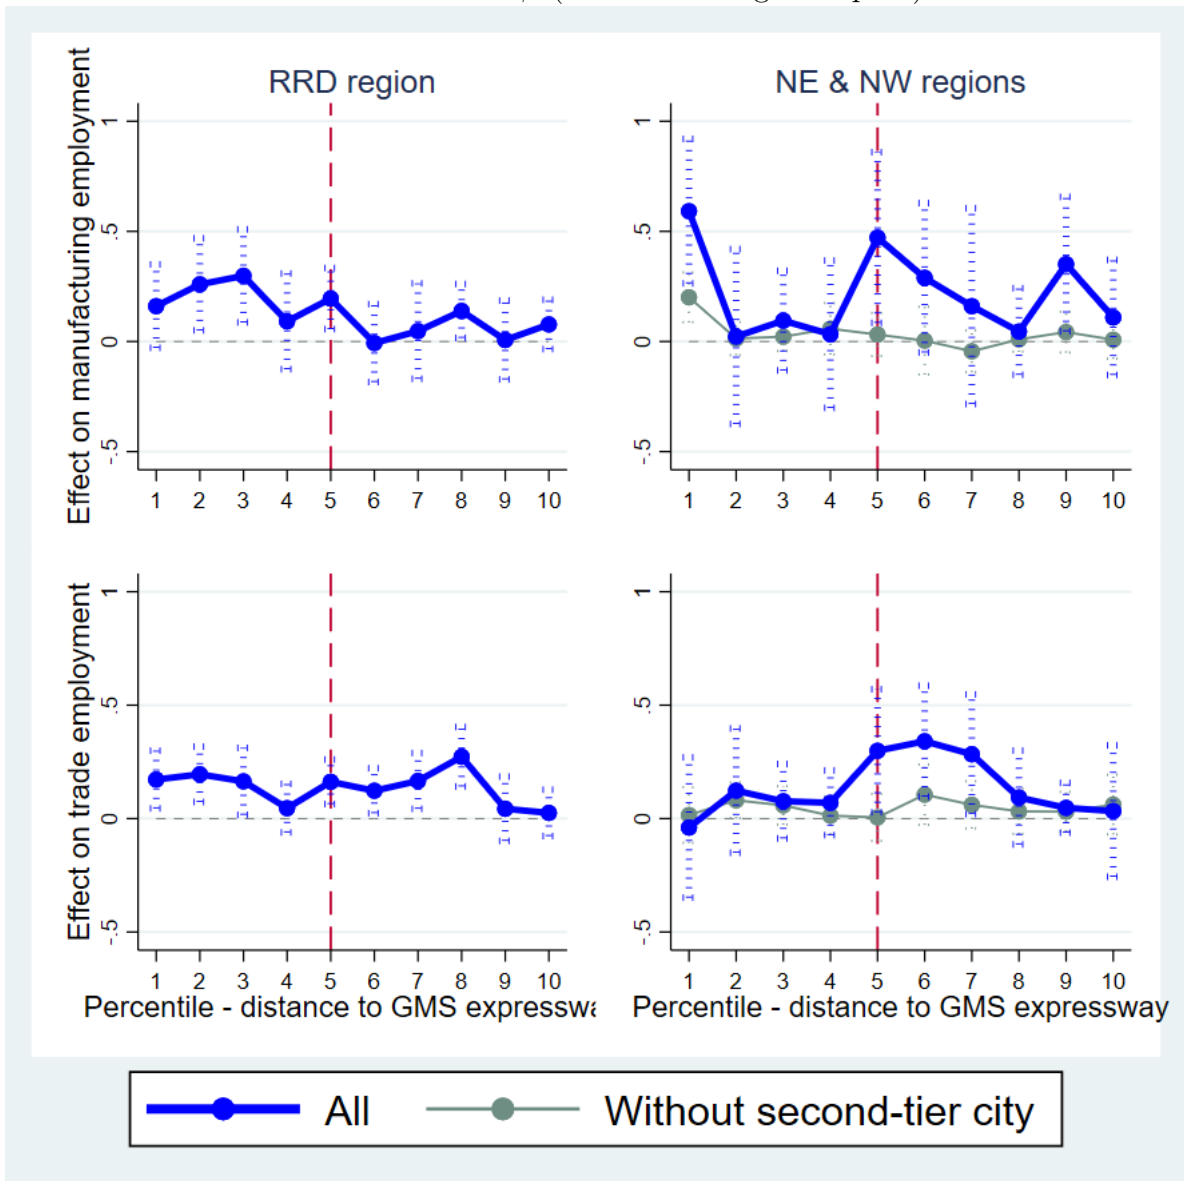 RRD region
NE & NW regions
Effect on manufacturing employment
1
.5
0
-.5
1 2 3 4 5 6 7 8 9 10
1
.5
0
-.5
1 2 3 4 5 6 7 8 9 10
Effect on trade employment
1
.5
0
-.5
1 2 3 4 5 6 7 8 9 10
Percentile - distance to GMS expresswa
1
.5
0
-.5
1 2 3 4 5 6 7 8 9 10
Percentile - distance to GMS expressway
All
Without second-tier city